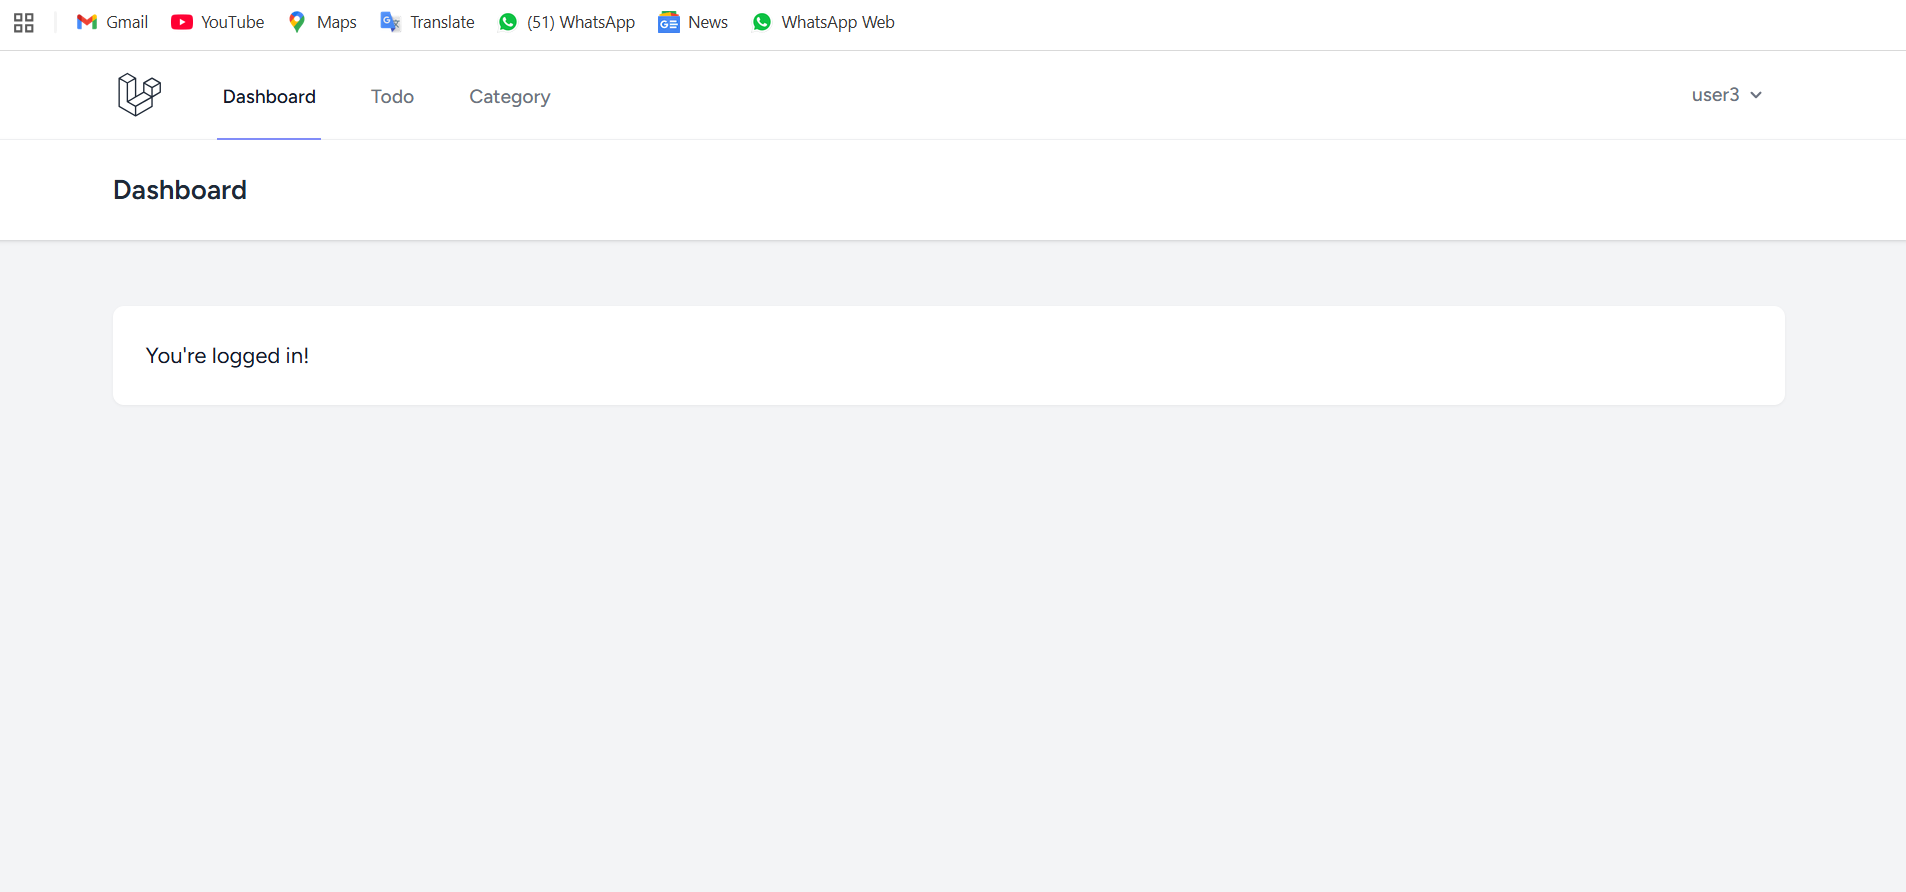 Gmail YouTube Maps Translate (51) WhatsApp News WhatsApp Web
Dashboard Todo Category user3
Dashboard
You're logged in!